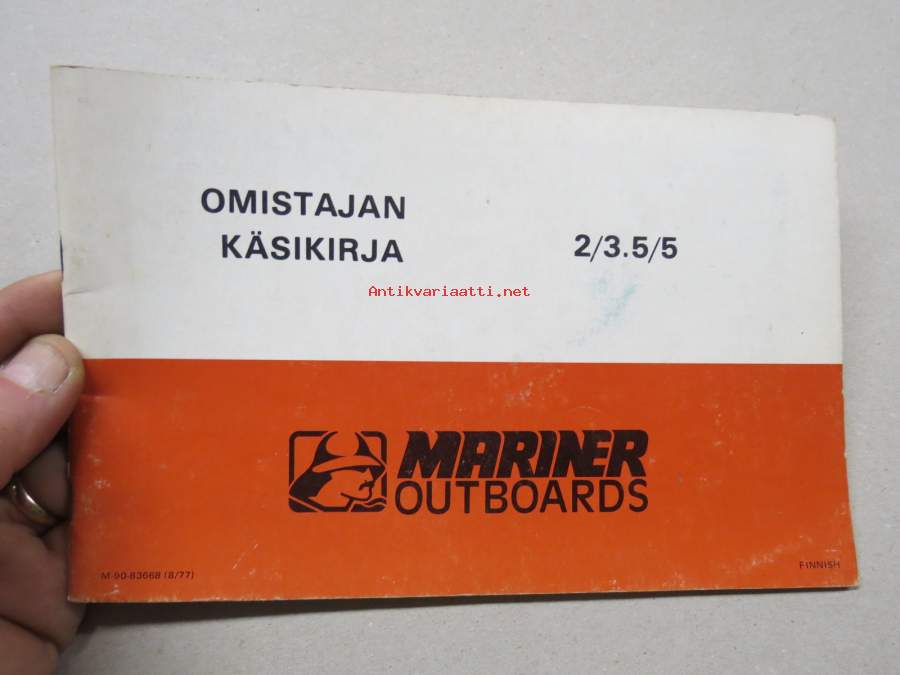 OMISTAJAN
KÄSIKIRJA 2/3.5/5
Antikvariaatti.net
MARINER
OUTBOARDS
M-90-83668 (8/77)
FINNISH